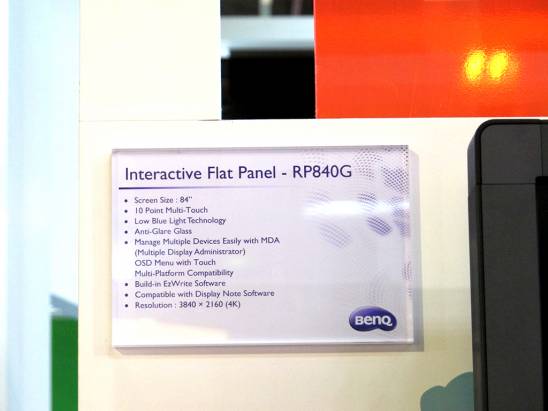 Interactive Flat Panel - RP840G
• Screen Size : 84"
• 10 Point Multi-Touch
• Low Blue Light Technology
• Anti-Glare Glass
• Manage Multiple Devices Easily with MDA
(Multiple Display Administrator)
OSD Menu with Touch
Multi-Platform Compatibility
• Build-in EzWrite Software
• Compatible with Display Note Software
• Resolution : 3840 × 2160 (4K)
BenQ